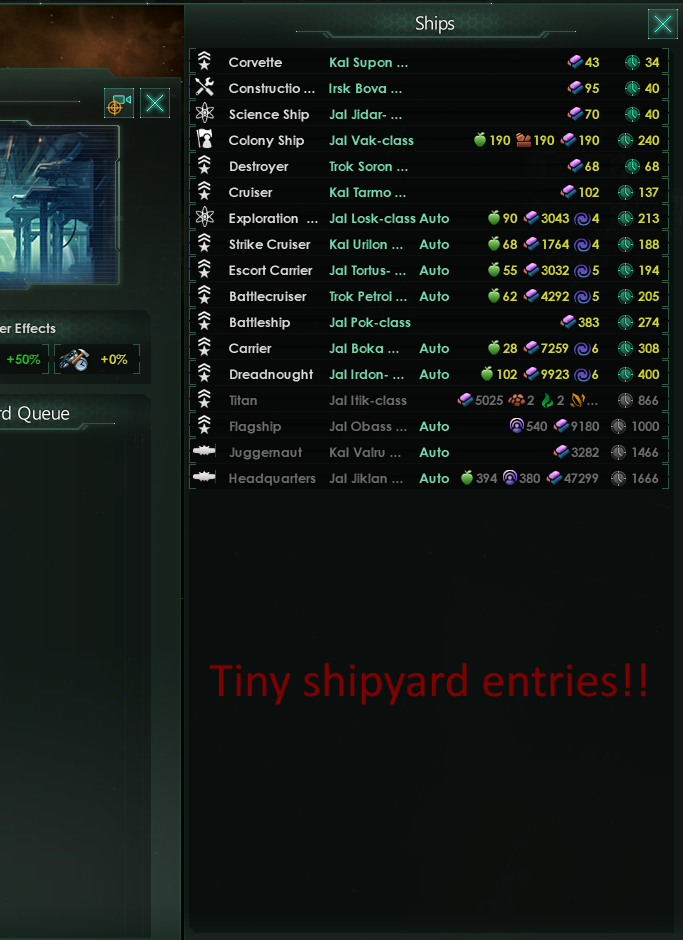 Ships
Corvette Kal Supon ... 43 34
Constructio ... Irsk Bova ... 95 40
Science Ship Jal Jidar- ... 70 40
Colony Ship Jal Vak-class 190 190 190 240
Destroyer Trok Soron ... 68 68
Cruiser Kal Tarmo ... 102 137
Exploration ... Jal Losk-class Auto 90 3043 4 213
Strike Cruiser Kal Urilon ... Auto 68 1764 4 188
Escort Carrier Jal Tortus- ... Auto 55 3032 5 194
Battlecruiser Trok Petroi ... Auto 62 4292 5 205
Battleship Jal Pok-class 383 274
Carrier Jal Boka ... Auto 28 7259 6 308
Dreadnought Jal Irdon- ... Auto 102 9923 6 400
Titan Jal Itik-class 5025 2 2 ... 866
Flagship Jal Obass ... Auto 540 9180 1000
Juggernaut Kal Valru ... Auto 3282 1466
Headquarters Jal Jiklan ... Auto 394 380 47299 1666
er Effects
+50% +0%
rd Queue
Tiny shipyard entries!!